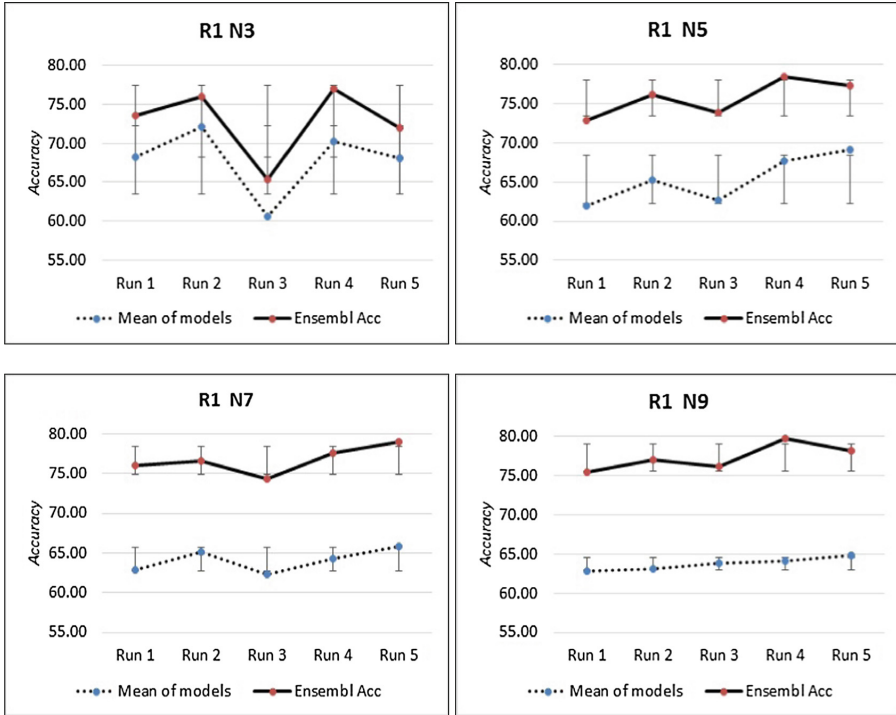 R1 N3
80.00
75.00
70.00
65.00
60.00
55.00
Accuracy
Run 1 Run 2 Run 3 Run 4 Run 5
Mean of models Ensembl Acc
R1 N5
80.00
75.00
70.00
65.00
60.00
55.00
Accuracy
Run 1 Run 2 Run 3 Run 4 Run 5
Mean of models Ensembl Acc
R1 N7
80.00
75.00
70.00
65.00
60.00
55.00
Accuracy
Run 1 Run 2 Run 3 Run 4 Run 5
Mean of models Ensembl Acc
R1 N9
80.00
75.00
70.00
65.00
60.00
55.00
Accuracy
Run 1 Run 2 Run 3 Run 4 Run 5
Mean of models Ensembl Acc